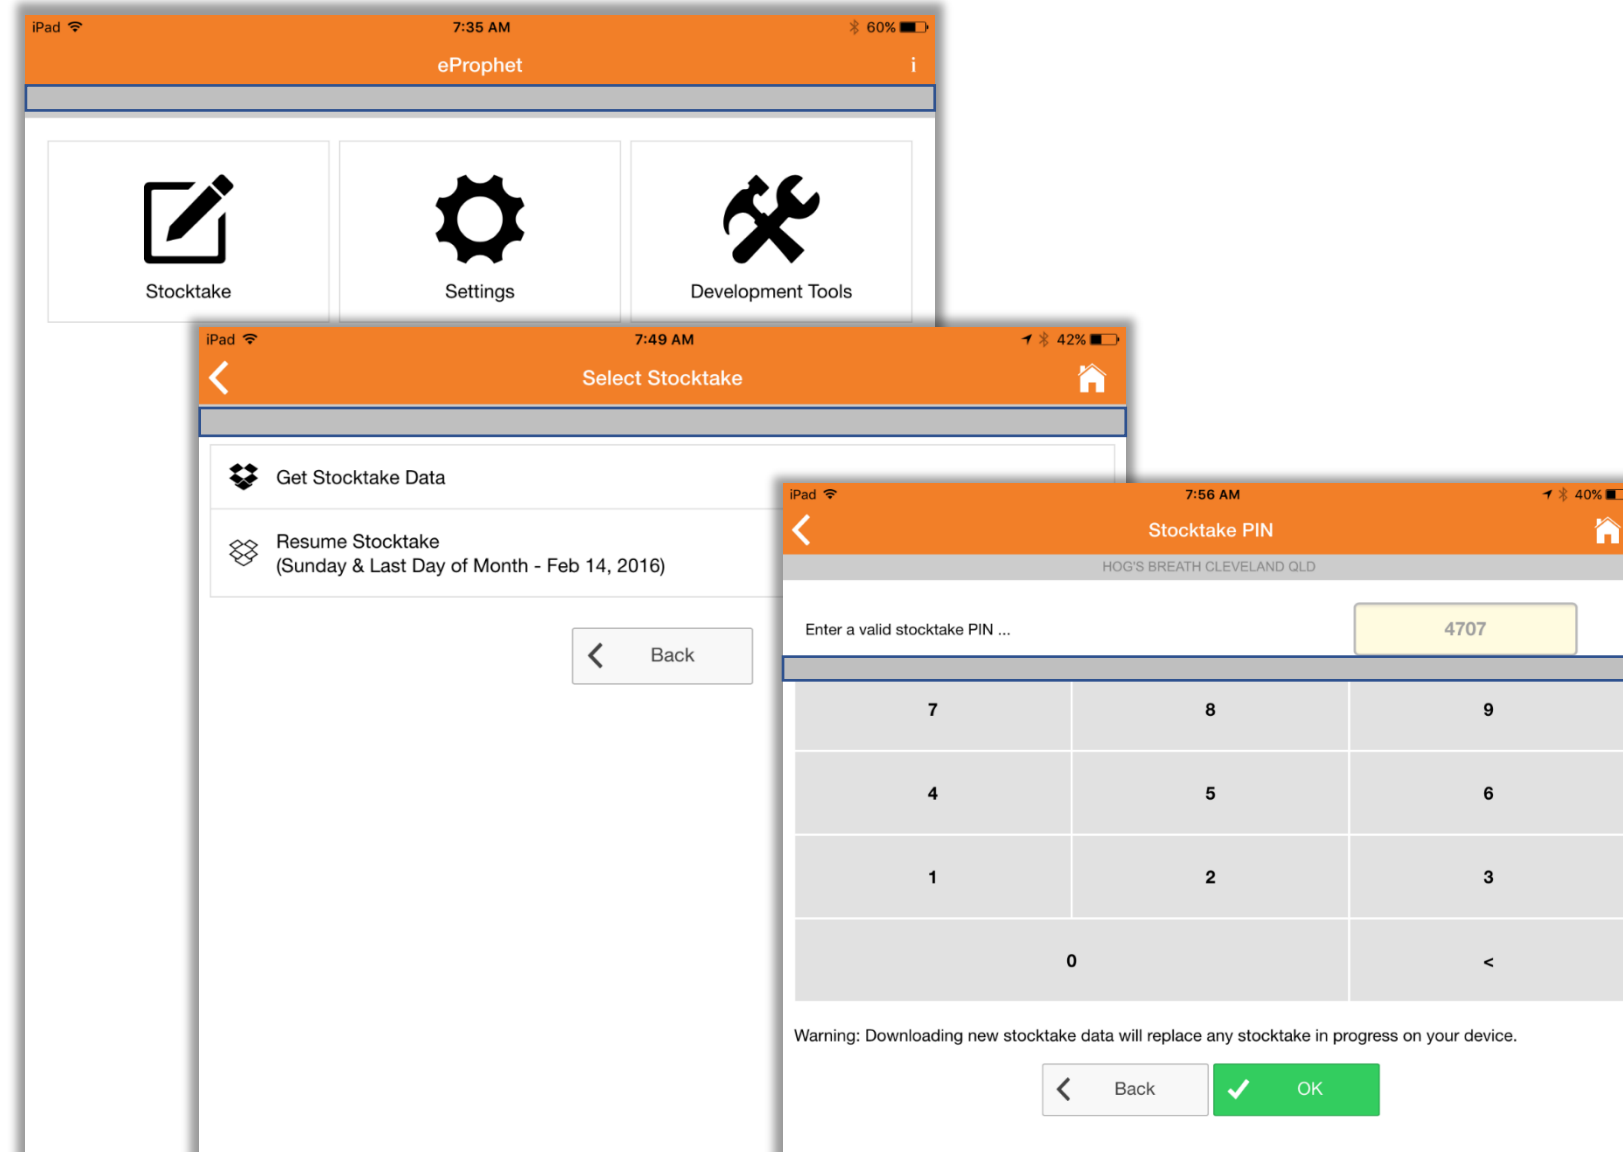 iPad 7:35 AM 60%
eProphet i
Stocktake Settings Development Tools
iPad 7:49 AM 42%
Select Stocktake
Get Stocktake Data
Resume Stocktake
(Sunday & Last Day of Month - Feb 14, 2016)
Back
iPad 7:56 AM 40%
Stocktake PIN
HOG'S BREATH CLEVELAND QLD
Enter a valid stocktake PIN ... 4707
7 8 9
4 5 6
1 2 3
0 <
Warning: Downloading new stocktake data will replace any stocktake in progress on your device.
Back OK